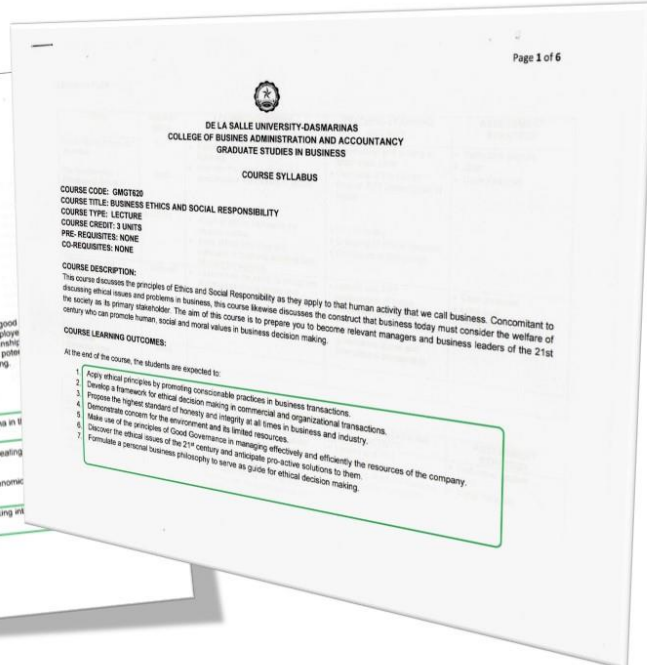 Page 1 of 6
DE LA SALLE UNIVERSITY-DASMARINAS
COLLEGE OF BUSINES ADMINISTRATION AND ACCOUNTANCY
GRADUATE STUDIES IN BUSINESS
COURSE SYLLABUS
COURSE CODE: GMGT620
COURSE TITLE: BUSINESS ETHICS AND SOCIAL RESPONSIBILITY
COURSE TYPE: LECTURE
COURSE CREDIT: 3 UNITS
PRE- REQUISITES: NONE
CO-REQUISITES: NONE
COURSE DESCRIPTION:
This course discusses the principles of Ethics and Social Responsibility as they apply to that human activity that we call business. Concomitant to
discussing ethical issues and problems in business, this course likewise discusses the construct that business today must consider the welfare of
the society as its primary stakeholder. The aim of this course is to prepare you to become relevant managers and business leaders of the 21st
century who can promote human, social and moral values in business decision making.
COURSE LEARNING OUTCOMES:
At the end of the course, the students are expected to:
1. Apply ethical principles by promoting conscionable practices in business transactions.
2. Develop a framework for ethical decision making in commercial and organizational transactions.
3. Propose the highest standard of honesty and integrity at all times in business and industry.
4. Demonstrate concern for the environment and its limited resources.
5. Make use of the principles of Good Governance in managing effectively and efficiently the resources of the company.
6. Discover the ethical issues of the 21st century and anticipate pro-active solutions to them.
7. Formulate a personal business philosophy to serve as guide for ethical decision making.
good